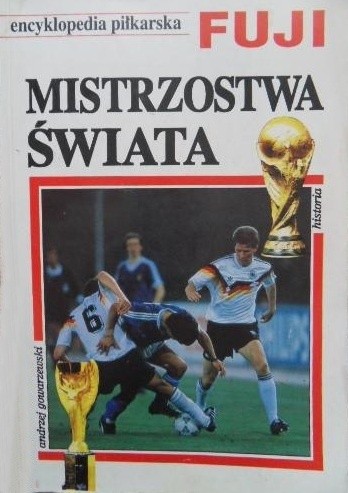 encyklopedia piłkarska
FUJI
MISTRZOSTWA
ŚWIATA
historia
andrzej gowarzewski
6